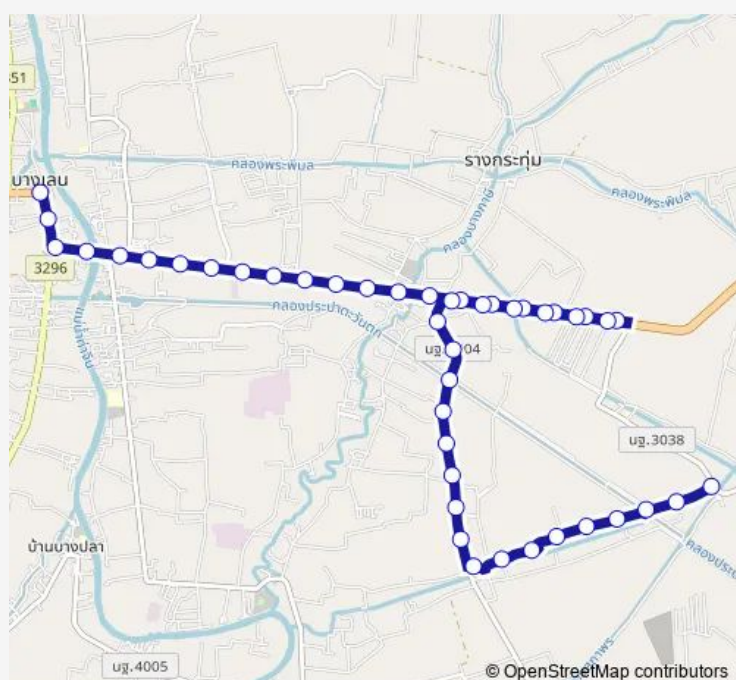 351
รางกระทุ่ม
คลองพระพิมล
บางเลน
คลองพระพิมล
คลองบางภาษี
3296
คลองประปาตะวันตก
แม่น้ำท่าจีน
นฐ.3038
บ้านบางปลา
นฐ.4005
© OpenStreetMap contributors